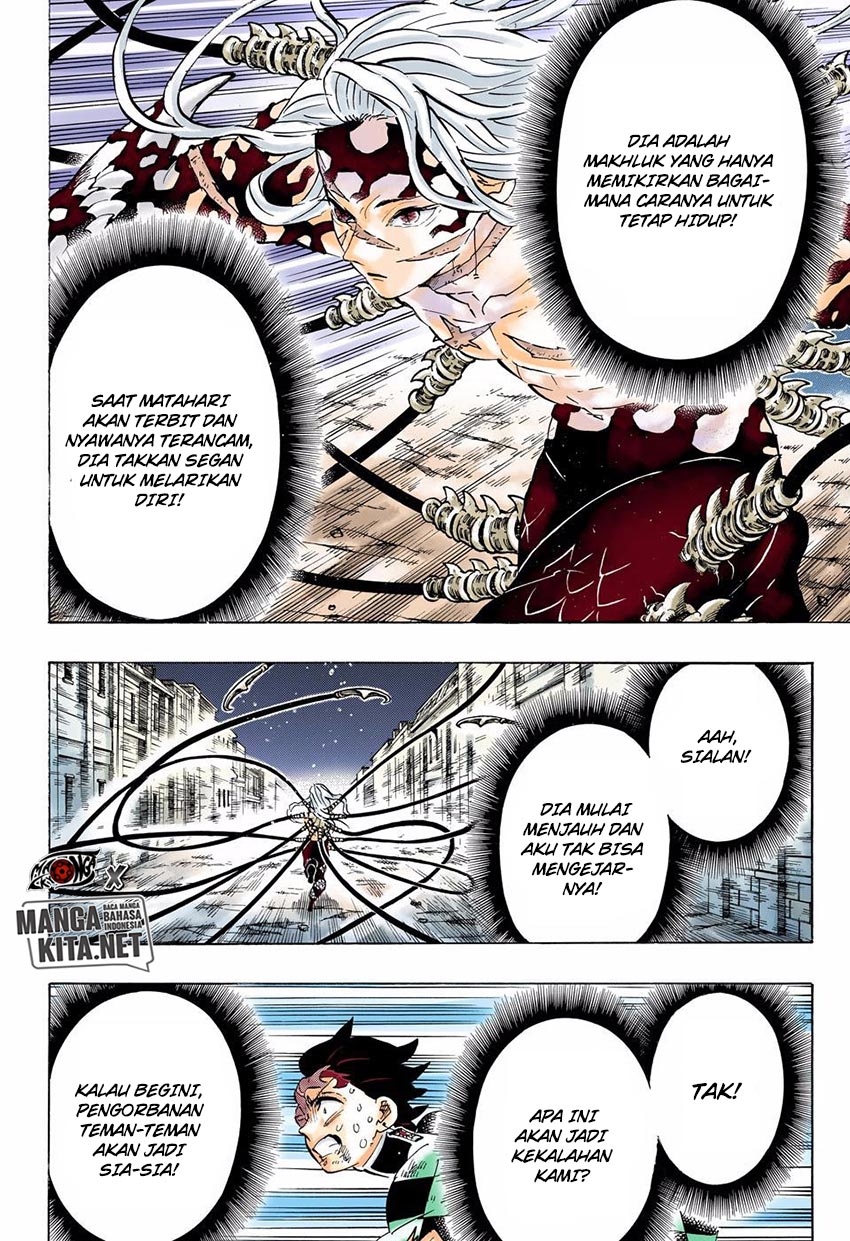 DIA ADALAH
MAKHLUK YANG HANYA
MEMIKIRKAN BAGAI-
MANA CARANYA UNTUK
TETAP HIDUP!
SAAT MATAHARI
AKAN TERBIT DAN
NYAWANYA TERANCAM,
DIA TAKKAN SEGAN
UNTUK MELARIKAN
DIRI!
AAH,
SIALAN!
DIA MULAI
MENJAUH DAN
AKU TAK BISA
MENGEJAR-
NYA!
X
MANGA
BACA MANGA
BAHASA
INDONESIA
KITA.NET
TAK!
APA INI
AKAN JADI
KEKALAHAN
KAMI?
KALAU BEGINI,
PENGORBANAN
TEMAN-TEMAN
AKAN JADI
SIA-SIA!